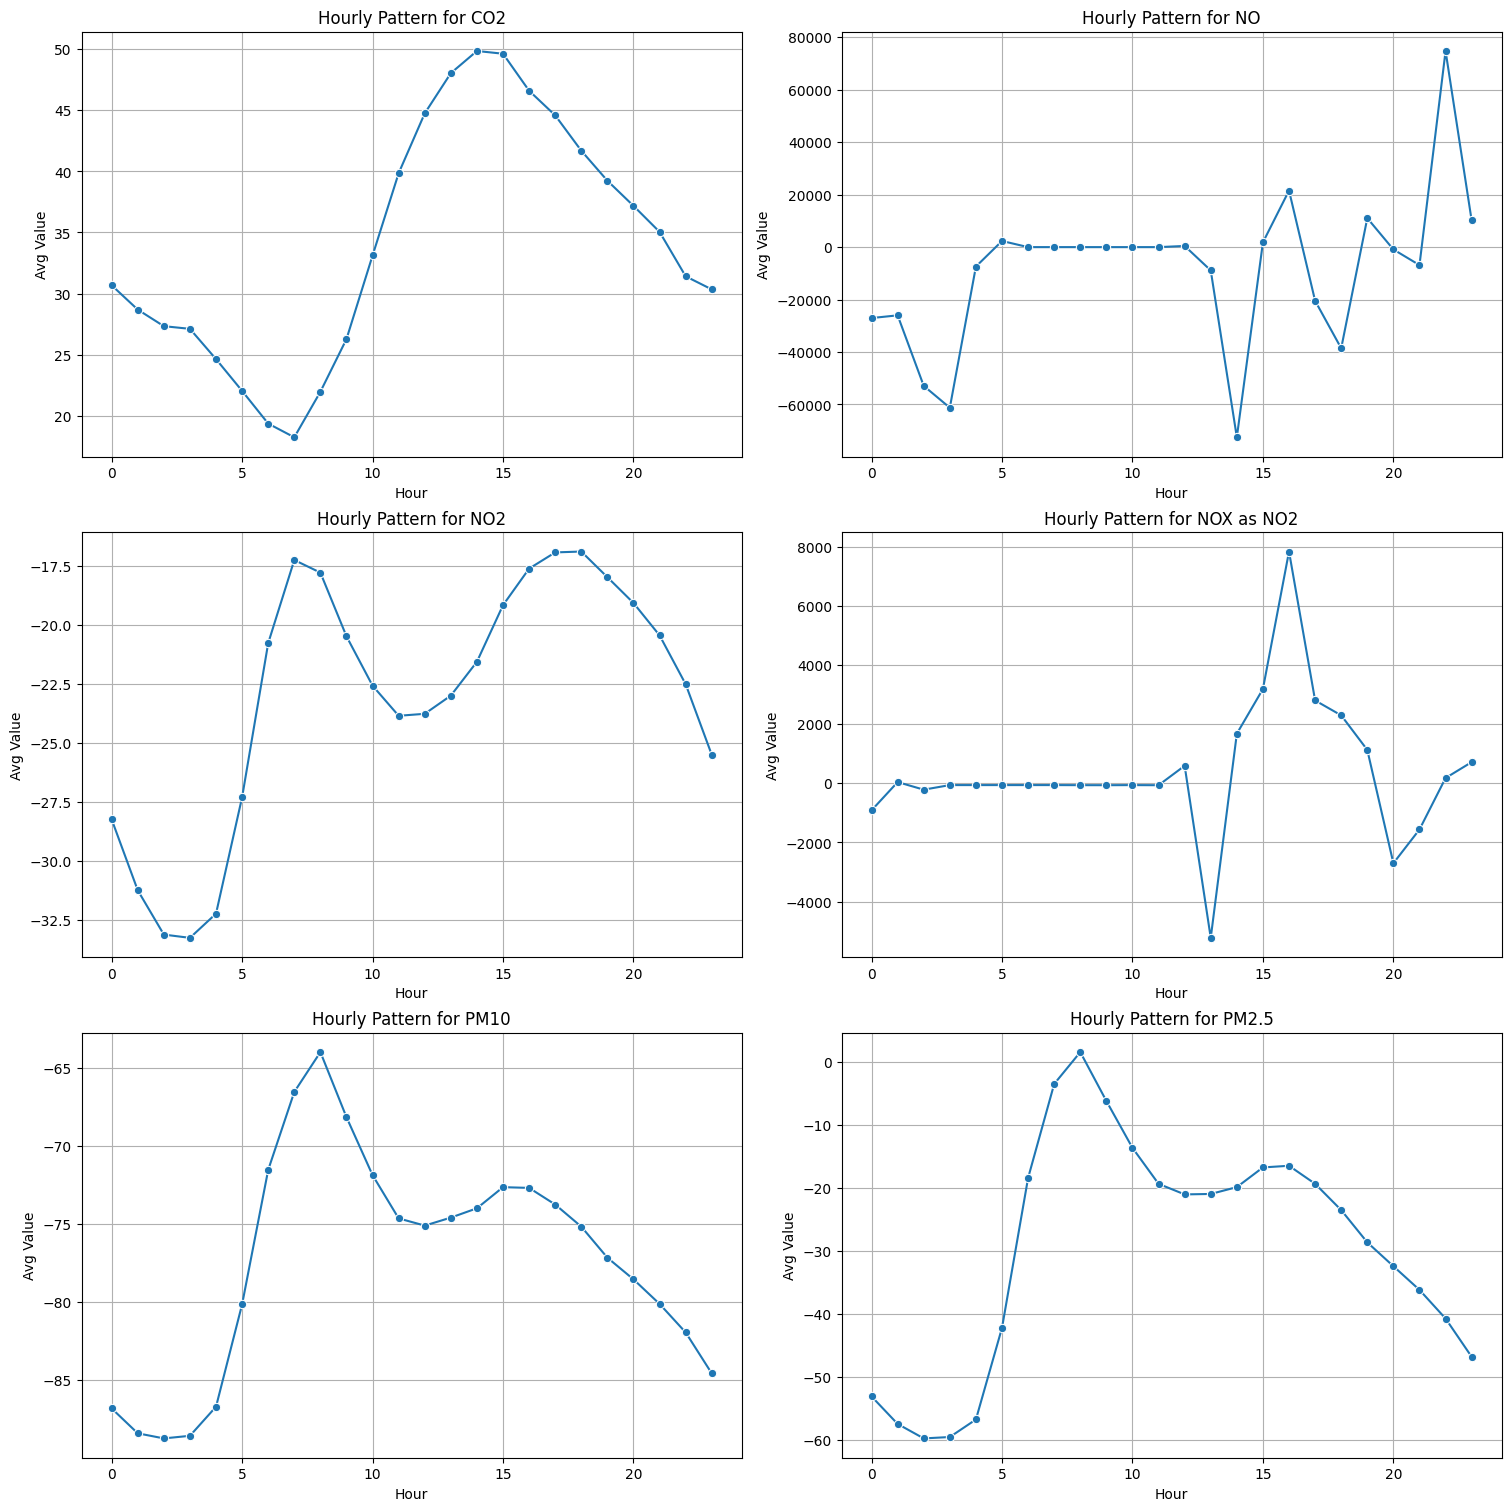 Hourly Pattern for CO2
50
45
40
35
30
25
20
Avg Value
0 5 10 15 20
Hour
Hourly Pattern for NO
80000
60000
40000
20000
0
−20000
−40000
−60000
Avg Value
0 5 10 15 20
Hour
Hourly Pattern for NO2
−17.5
−20.0
−22.5
−25.0
−27.5
−30.0
−32.5
Avg Value
0 5 10 15 20
Hour
Hourly Pattern for NOX as NO2
8000
6000
4000
2000
0
−2000
−4000
Avg Value
0 5 10 15 20
Hour
Hourly Pattern for PM10
−65
−70
−75
−80
−85
Avg Value
0 5 10 15 20
Hour
Hourly Pattern for PM2.5
0
−10
−20
−30
−40
−50
−60
Avg Value
0 5 10 15 20
Hour